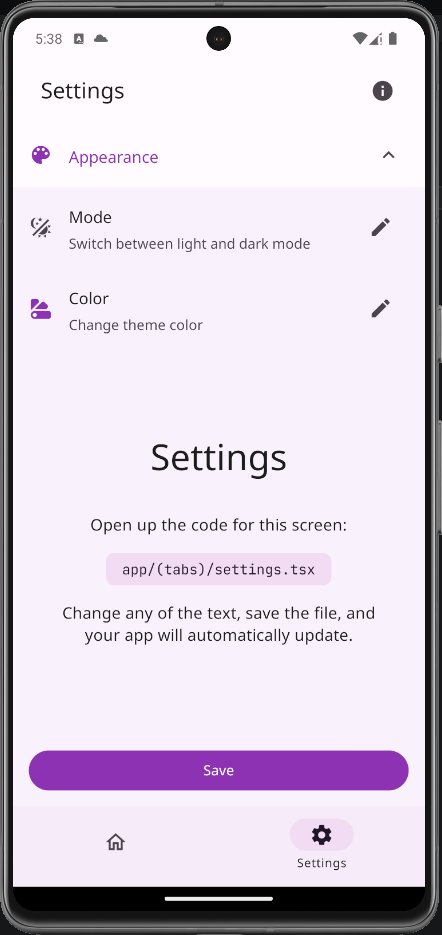 5:38
Settings
Appearance
Mode
Switch between light and dark mode
Color
Change theme color
Settings
Open up the code for this screen:
app/(tabs)/settings.tsx
Change any of the text, save the file, and
your app will automatically update.
Save
Settings